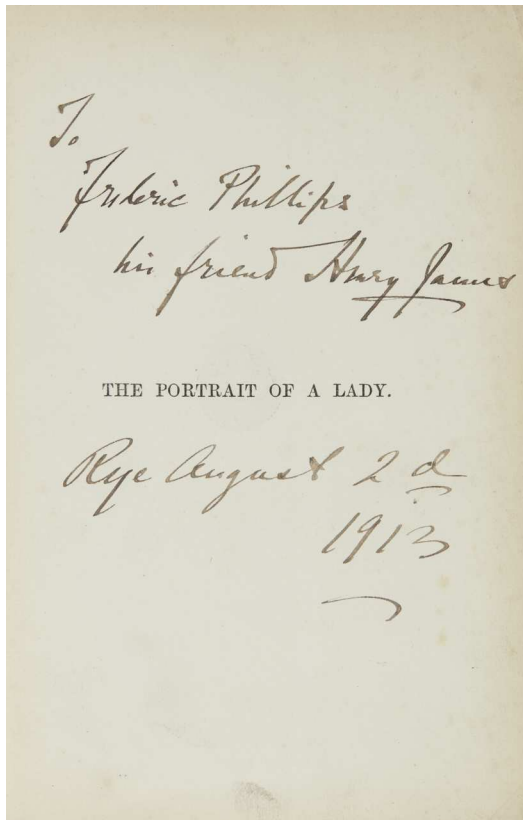 To
Frederic Phillips
his friend Henry James
THE PORTRAIT OF A LADY.
Rye August 2d
1913